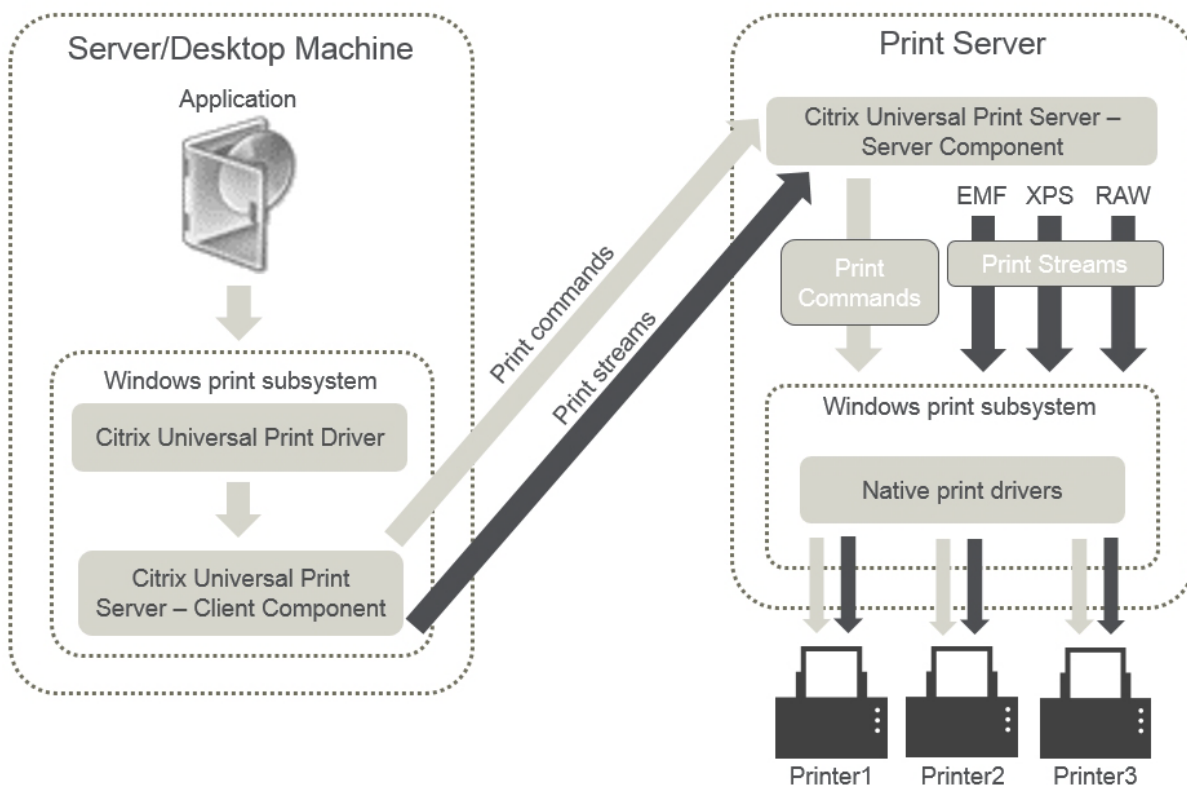 Server/Desktop Machine
Application
Windows print subsystem
Citrix Universal Print Driver
Citrix Universal Print
Server – Client Component
Print commands
Print streams
Print Server
Citrix Universal Print Server –
Server Component
EMF XPS RAW
Print
Commands
Print Streams
Windows print subsystem
Native print drivers
Printer1 Printer2 Printer3